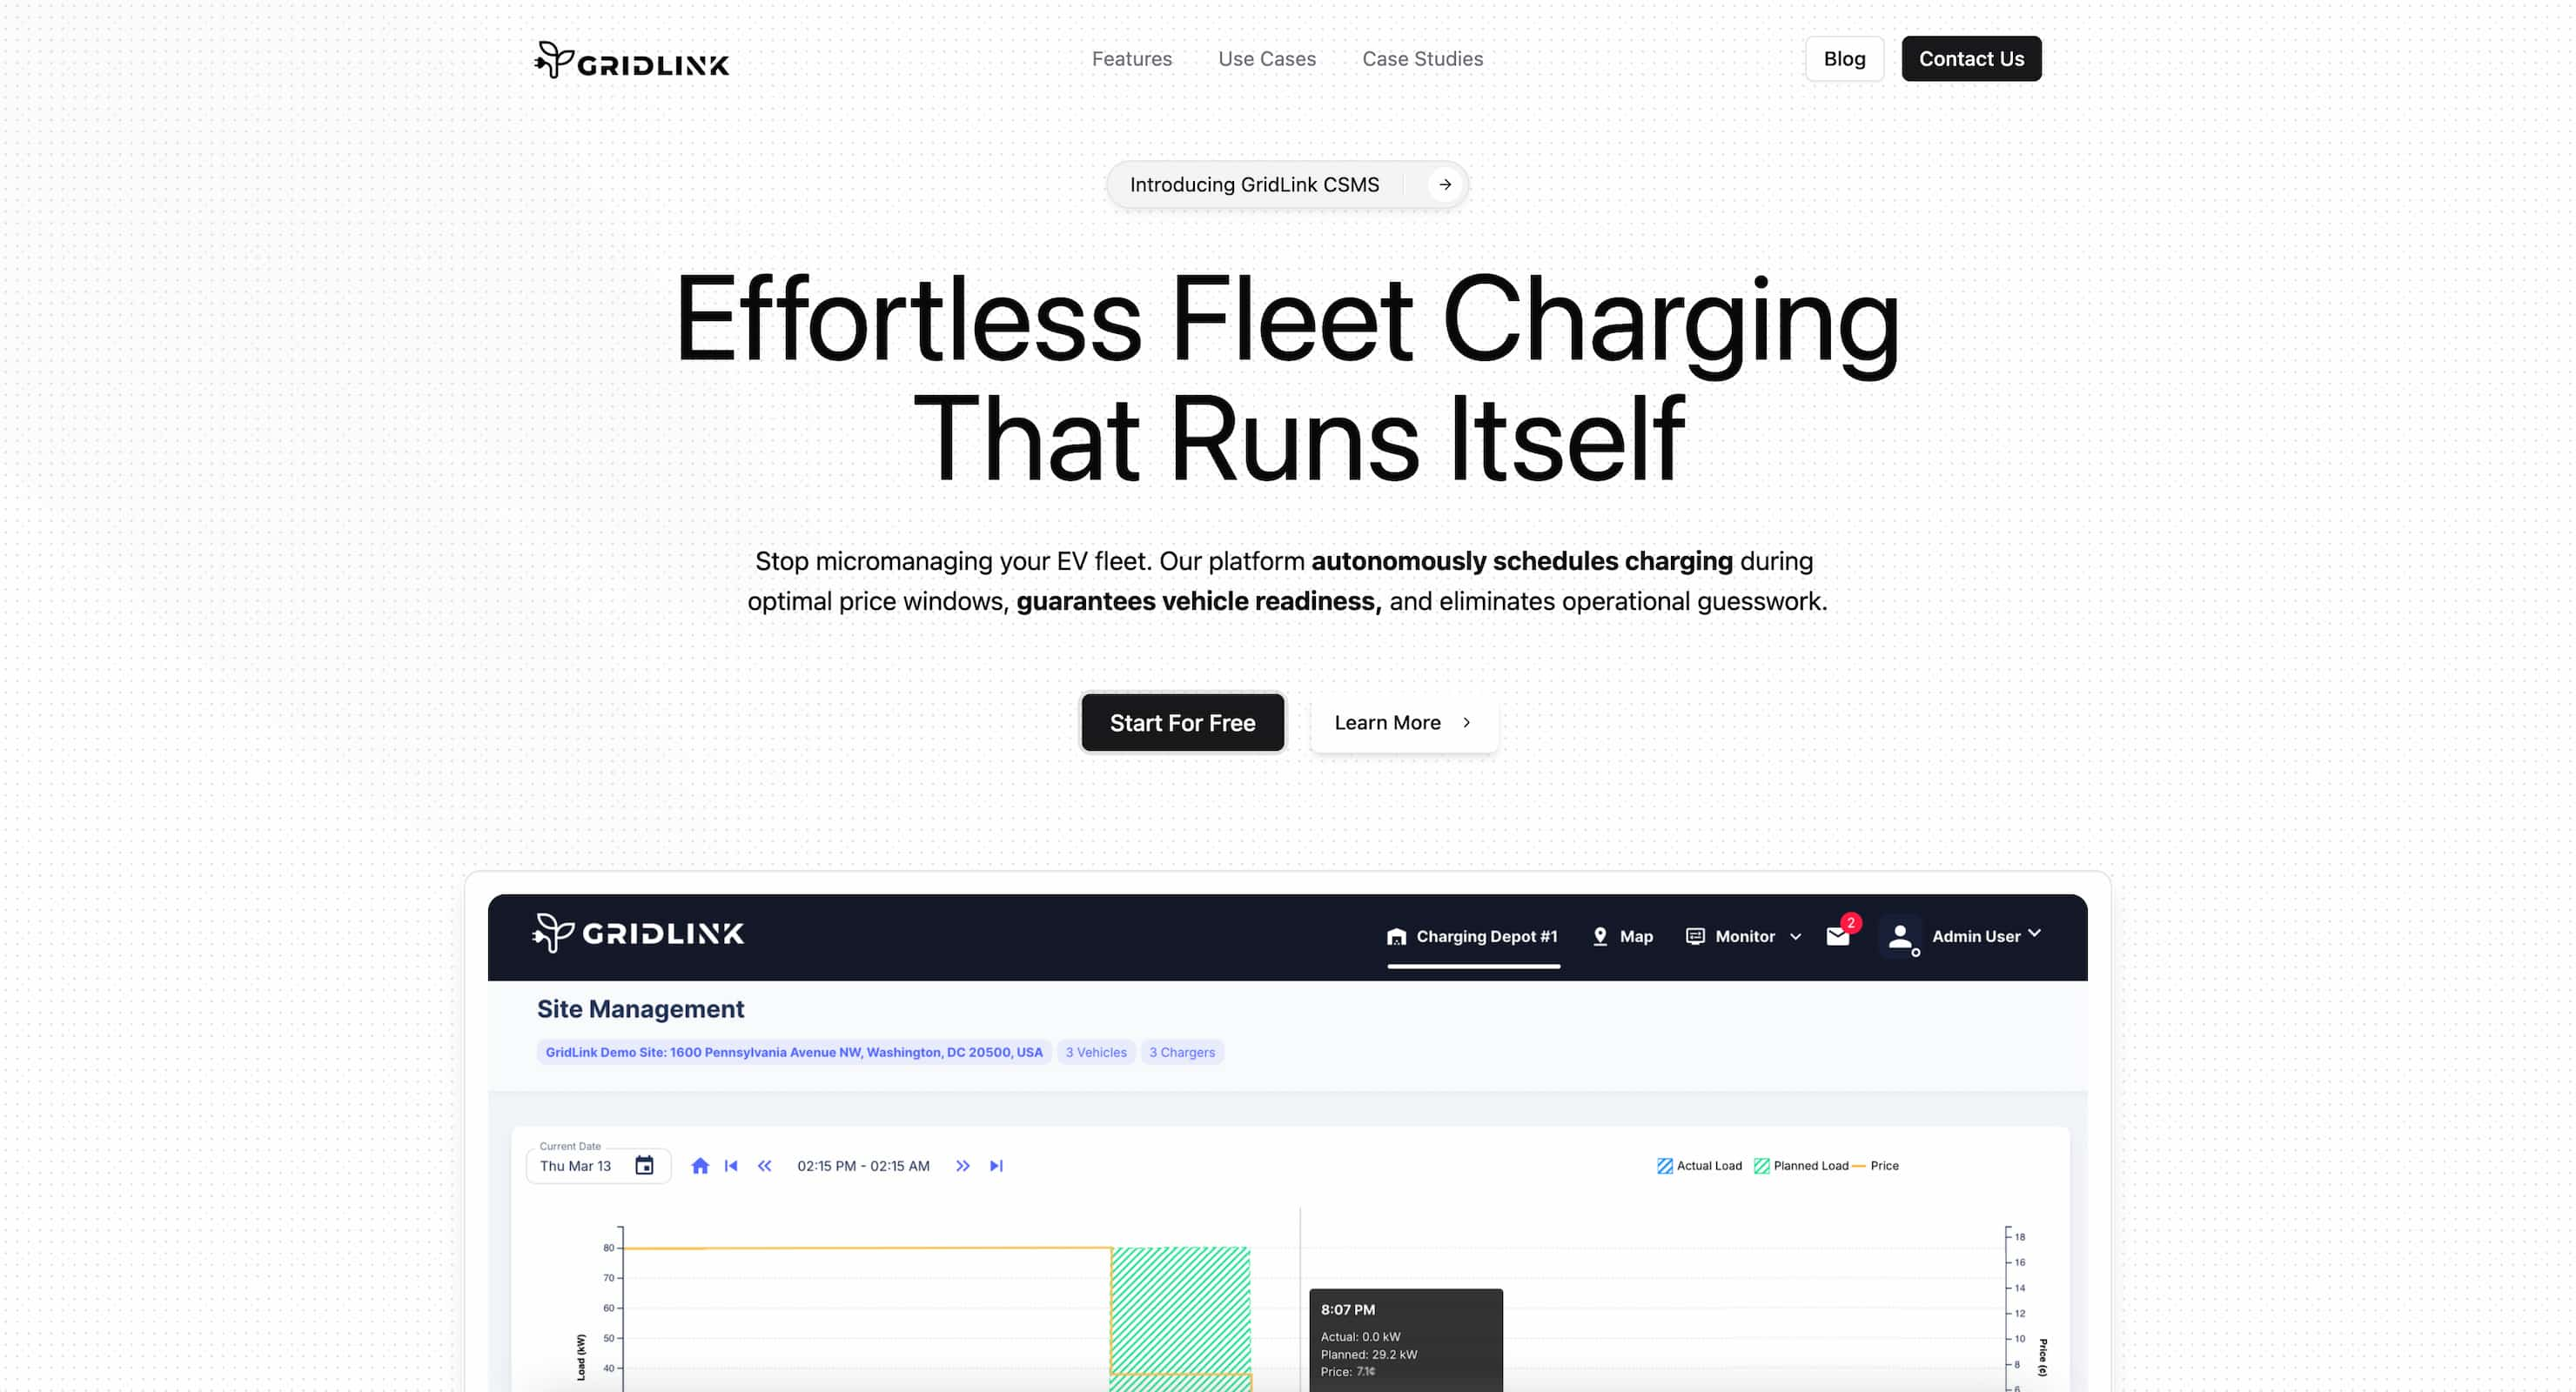 GRIDLINK
Features
Use Cases
Case Studies
Blog
Contact Us
Introducing GridLink CSMS
Effortless Fleet Charging
That Runs Itself
Stop micromanaging your EV fleet. Our platform autonomously schedules charging during
optimal price windows, guarantees vehicle readiness, and eliminates operational guesswork.
Start For Free
Learn More
GRIDLINK
Charging Depot #1
Map
Monitor
2
Admin User
Site Management
GridLink Demo Site: 1600 Pennsylvania Avenue NW, Washington, DC 20500, USA
3 Vehicles
3 Chargers
Current Date
Thu Mar 13
02:15 PM - 02:15 AM
Actual Load
Planned Load
Price
80
70
60
50
40
Load (kW)
8:07 PM
Actual: 0.0 kW
Planned: 29.2 kW
Price: 7.1¢
18
16
14
12
10
8
Price (¢)